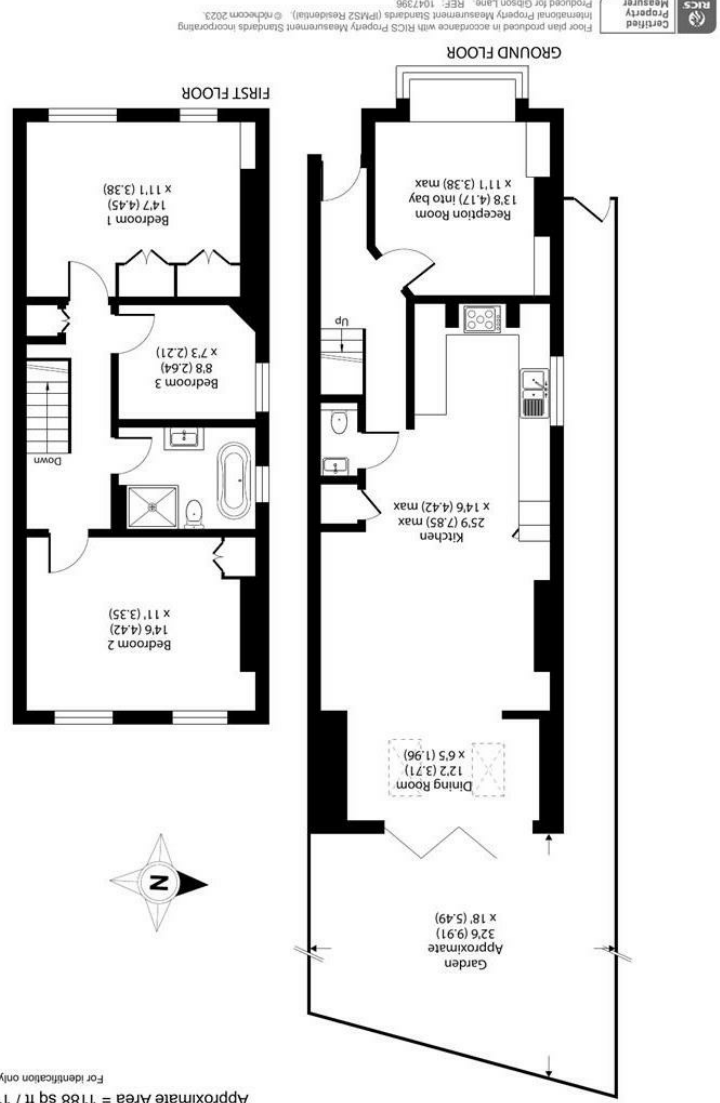 Approximate Area = 1188 sq ft / 1
For identification only
Garden
Approximate
32'6 (9.91)
x 18' (5.49)
Dining Room
12'2 (3.71)
x 6'5 (1.96)
Kitchen
25'9 (7.85) max
x 14'6 (4.42) max
Up
Reception Room
13'8 (4.17) into bay
x 11'1 (3.38) max
GROUND FLOOR
N
Bedroom 2
14'6 (4.42)
x 11' (3.35)
Down
Bedroom 3
8'8 (2.64)
x 7'3 (2.21)
Bedroom 1
14'7 (4.45)
x 11'1 (3.38)
FIRST FLOOR
Certified
Property
Measurer
RICS
Floor plan produced in accordance with RICS Property Measurement Standards incorporating
International Property Measurement Standards (IPMS2 Residential). © nichecom 2023.
Produced for Gibson Lane. REF: 1047396